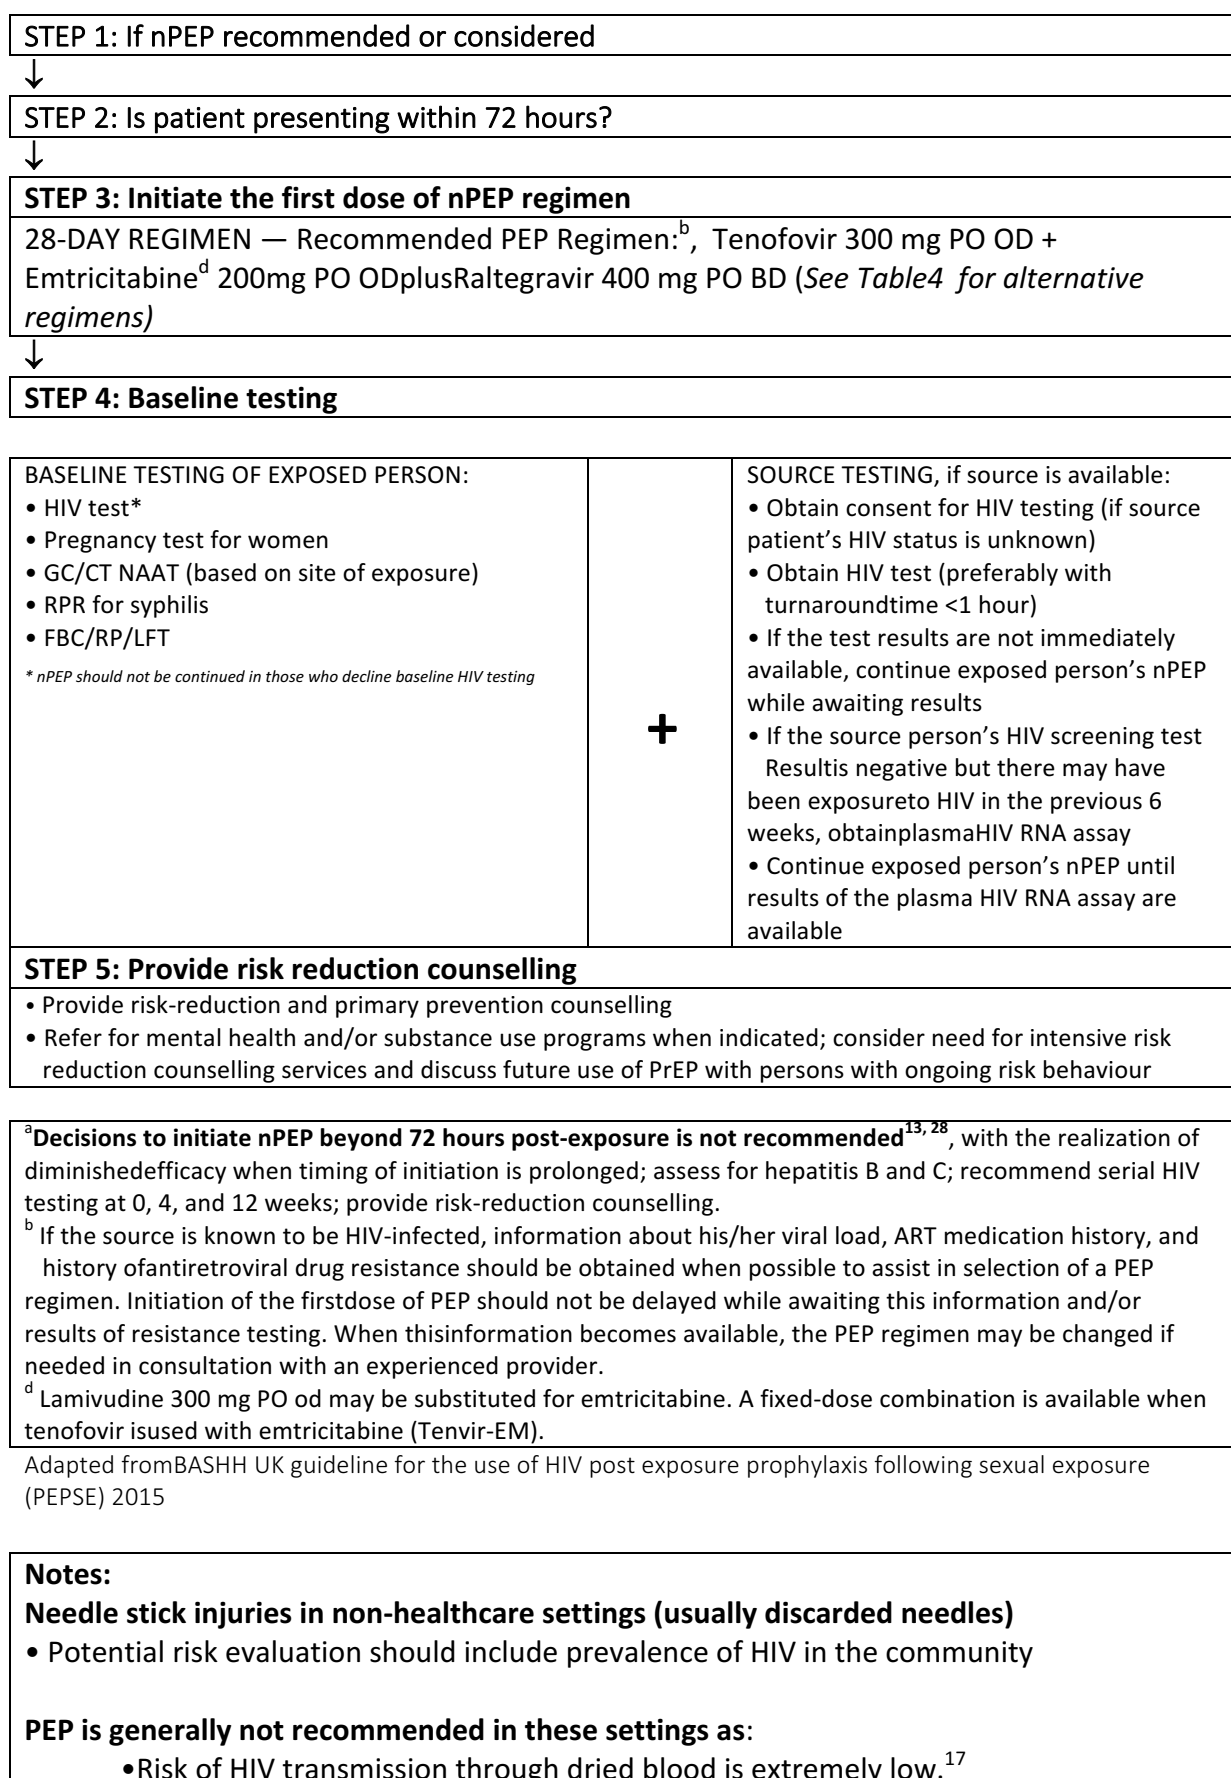 STEP 1: If nPEP recommended or considered
↓
STEP 2: Is patient presenting within 72 hours?
↓
STEP 3: Initiate the first dose of nPEP regimen
28-DAY REGIMEN — Recommended PEP Regimen:b,  Tenofovir 300 mg PO OD +
Emtricitabined 200mg PO ODplusRaltegravir 400 mg PO BD (See Table4  for alternative
regimens)
↓
STEP 4: Baseline testing
BASELINE TESTING OF EXPOSED PERSON:
• HIV test*
• Pregnancy test for women
• GC/CT NAAT (based on site of exposure)
• RPR for syphilis
• FBC/RP/LFT
* nPEP should not be continued in those who decline baseline HIV testing
+
SOURCE TESTING, if source is available:
• Obtain consent for HIV testing (if source
patient’s HIV status is unknown)
• Obtain HIV test (preferably with
turnaroundtime <1 hour)
• If the test results are not immediately
available, continue exposed person’s nPEP
while awaiting results
• If the source person’s HIV screening test
Resultis negative but there may have
been exposureto HIV in the previous 6
weeks, obtainplasmaHIV RNA assay
• Continue exposed person’s nPEP until
results of the plasma HIV RNA assay are
available
STEP 5: Provide risk reduction counselling
• Provide risk-reduction and primary prevention counselling
• Refer for mental health and/or substance use programs when indicated; consider need for intensive risk
reduction counselling services and discuss future use of PrEP with persons with ongoing risk behaviour
aDecisions to initiate nPEP beyond 72 hours post-exposure is not recommended13, 28, with the realization of
diminishedefficacy when timing of initiation is prolonged; assess for hepatitis B and C; recommend serial HIV
testing at 0, 4, and 12 weeks; provide risk-reduction counselling.
b If the source is known to be HIV-infected, information about his/her viral load, ART medication history, and
history ofantiretroviral drug resistance should be obtained when possible to assist in selection of a PEP
regimen. Initiation of the firstdose of PEP should not be delayed while awaiting this information and/or
results of resistance testing. When thisinformation becomes available, the PEP regimen may be changed if
needed in consultation with an experienced provider.
d Lamivudine 300 mg PO od may be substituted for emtricitabine. A fixed-dose combination is available when
tenofovir isused with emtricitabine (Tenvir-EM).
Adapted fromBASHH UK guideline for the use of HIV post exposure prophylaxis following sexual exposure
(PEPSE) 2015
Notes:
Needle stick injuries in non-healthcare settings (usually discarded needles)
• Potential risk evaluation should include prevalence of HIV in the community
PEP is generally not recommended in these settings as:
•Risk of HIV transmission through dried blood is extremely low.17